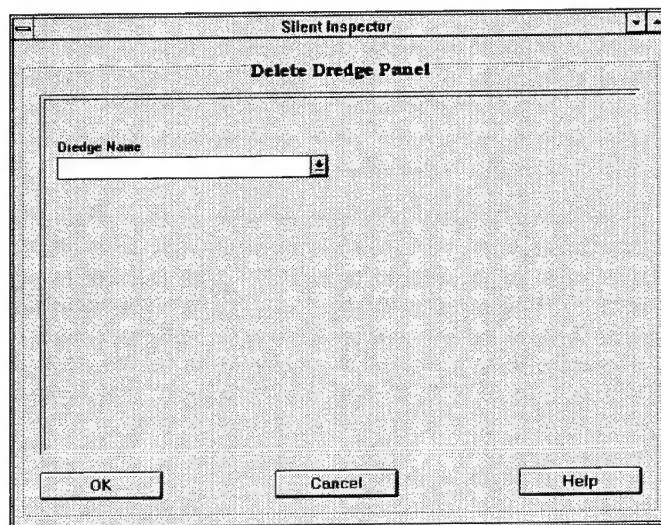 Silent Inspector
Delete Dredge Panel
Dredge Name
OK
Cancel
Help